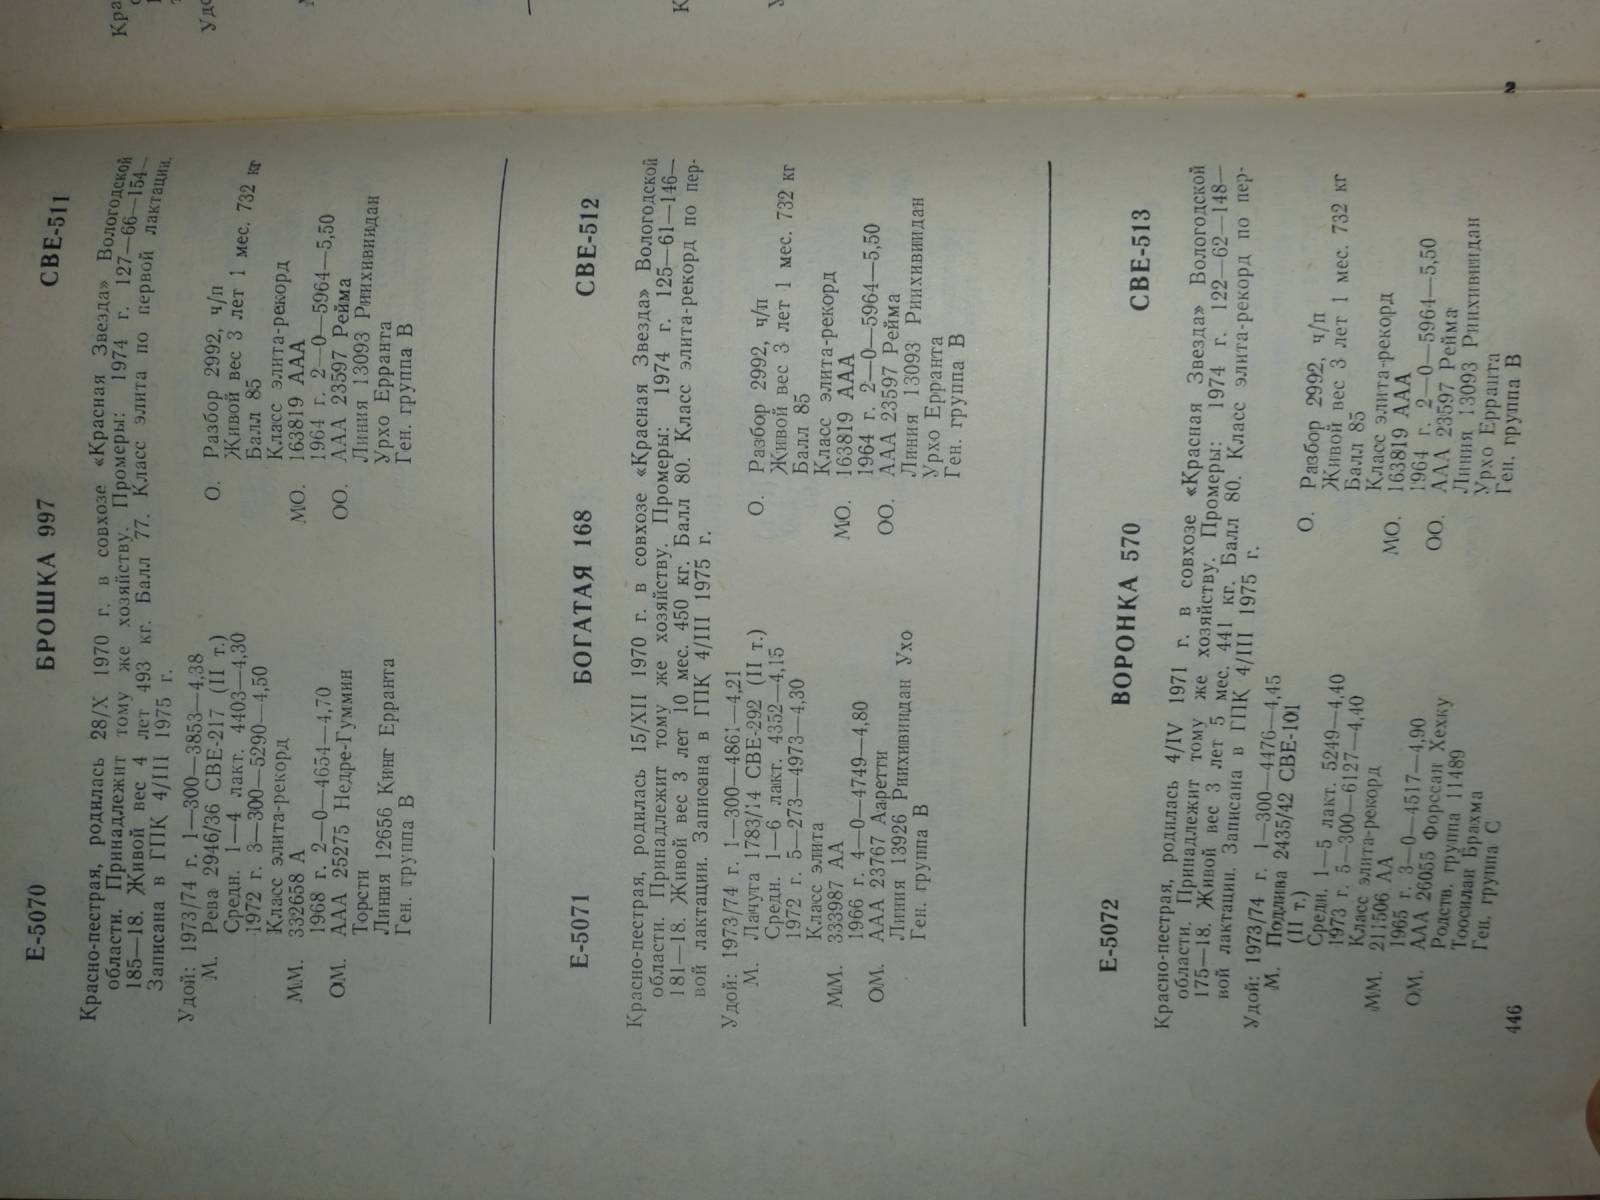 Е-5070 БРОШКА 997 СВЕ-511
Красно-пестрая, родилась 28/X 1970 г. в совхозе «Красная Звезда» Вологодской
области. Принадлежит тому же хозяйству. Промеры: 1974 г. 127—66—154—
185—18. Живой вес 4 лет 493 кг. Балл 77. Класс элита по первой лактации.
Записана в ГПК 4/III 1975 г.
Удой: 1973/74 г. 1—300—3853—4,38
М. Рева 2946/36 СВЕ-217 (II т.)
Средн. 1—4 лакт. 4403—4,30
1972 г. 3—300—5290—4,50
Класс элита-рекорд
ММ. 332658 А
1968 г. 2—0—4654—4,70
ОМ. ААА 25275 Недре-Гуммин
Торсти
Линия 12656 Кинг Ерранта
Ген. группа В
О. Разбор 2992, ч/п
Живой вес 3 лет 1 мес. 732 кг
Балл 85
Класс элита-рекорд
МО. 163819 ААА
1964 г. 2—0—5964—5,50
ОО. ААА 23597 Рейма
Линия 13093 Риихивиидан
Урхо Ерранта
Ген. группа В
Е-5071 БОГАТАЯ 168 СВЕ-512
Красно-пестрая, родилась 15/XII 1970 г. в совхозе «Красная Звезда» Вологодской
области. Принадлежит тому же хозяйству. Промеры: 1974 г. 125—61—146—
181—18. Живой вес 3 лет 10 мес. 450 кг. Балл 80. Класс элита-рекорд по пер-
вой лактации. Записана в ГПК 4/III 1975 г.
Удой: 1973/74 г. 1—300—4861—4,21
М. Лачуга 1783/14 СВЕ-292 (II т.)
Средн. 1—6 лакт. 4352—4,15
1972 г. 5—273—4973—4,30
Класс элита
ММ. 333987 АА
1966 г. 4—0—4749—4,80
ОМ. ААА 23767 Ааретти
Линия 13926 Риихивиидан Ухо
Ген. группа В
О. Разбор 2992, ч/п
Живой вес 3 лет 1 мес. 732 кг
Балл 85
Класс элита-рекорд
МО. 163819 ААА
1964 г. 2—0—5964—5,50
ОО. ААА 23597 Рейма
Линия 13093 Риихивиидан
Урхо Ерранта
Ген. группа В
Е-5072 ВОРОНКА 570 СВЕ-513
Красно-пестрая, родилась 4/IV 1971 г. в совхозе «Красная Звезда» Вологодской
области. Принадлежит тому же хозяйству. Промеры: 1974 г. 122—62—148—
175—18. Живой вес 3 лет 5 мес. 441 кг. Балл 80. Класс элита-рекорд по пер-
вой лактации. Записана в ГПК 4/III 1975 г.
Удой: 1973/74 г. 1—300—4476—4,45
М. Подлива 2435/42 СВЕ-101
(II т.)
Средн. 1—5 лакт. 5249—4,40
1973 г. 5—300—6127—4,40
Класс элита-рекорд
ММ. 211506 АА
1965 г. 3—0—4517—4,90
ОМ. ААА 26055 Форссан Хехку
Родств. группа 11489
Тоосилан Брахма
Ген. группа С
О. Разбор 2992, ч/п
Живой вес 3 лет 1 мес. 732 кг
Балл 85
Класс элита-рекорд
МО. 163819 ААА
1964 г. 2—0—5964—5,50
ОО. ААА 23597 Рейма
Линия 13093 Риихивиидан
Урхо Ерранта
Ген. группа В
446